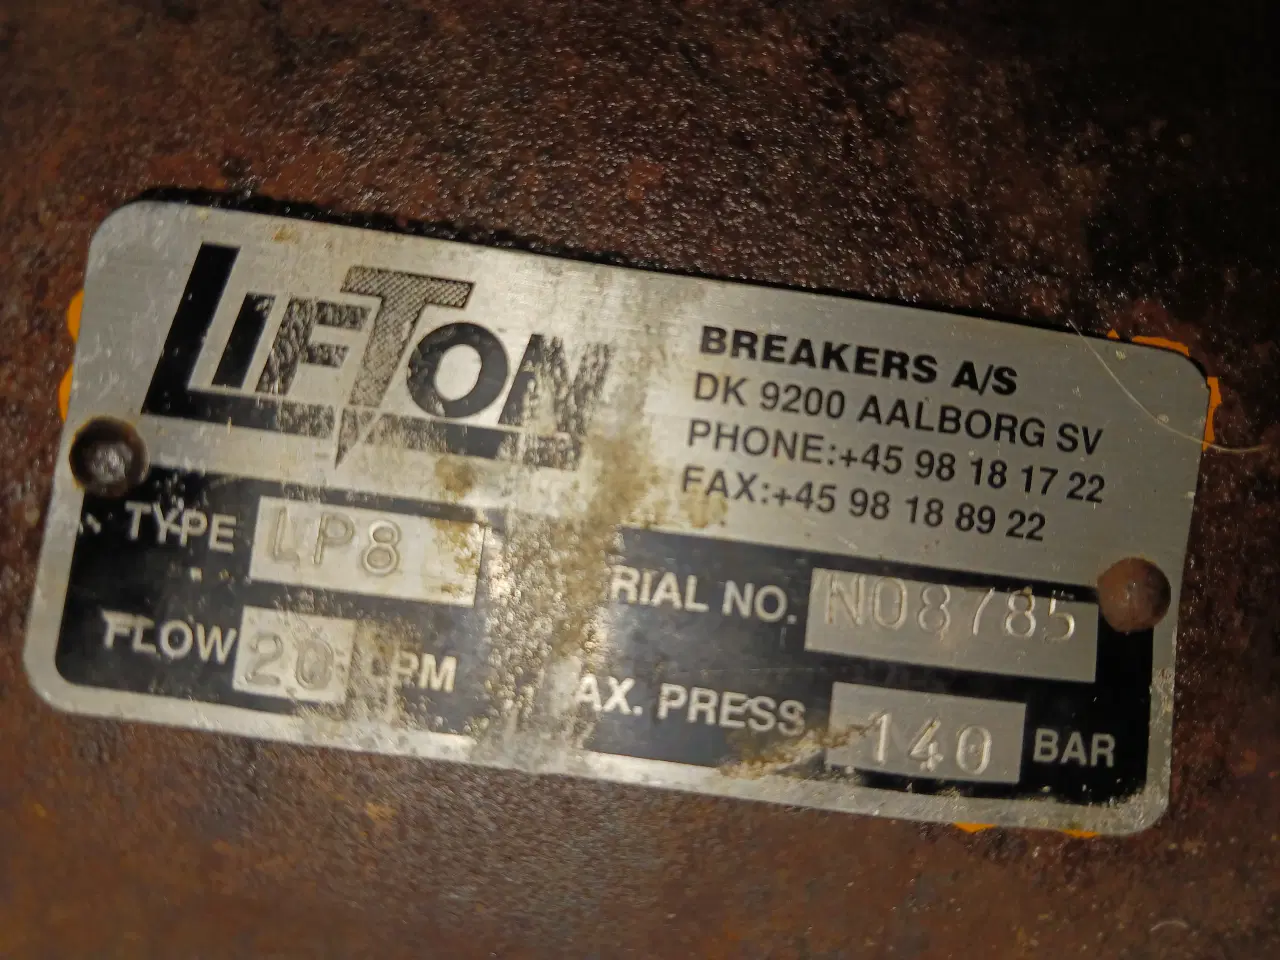 LIFTON
BREAKERS A/S
DK 9200 AALBORG SV
PHONE:+45 98 18 17 22
FAX:+45 98 18 89 22
TYPE LP8
RIAL NO. N08785
FLOW 20 LPM
AX. PRESS. 140 BAR